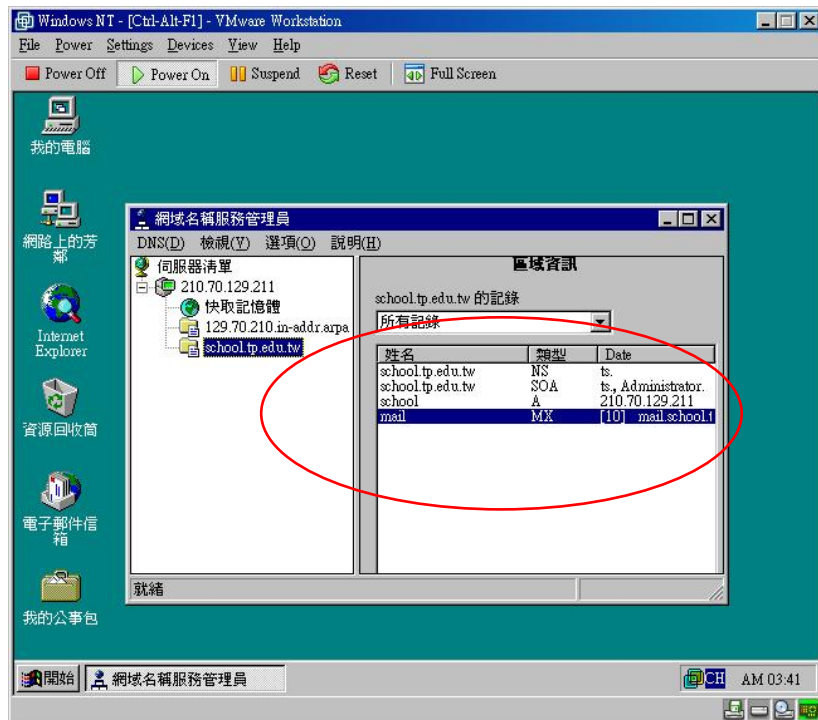 Windows NT - [Ctrl-Alt-F1] - VMware Workstation
File Power Settings Devices View Help
Power Off Power On Suspend Reset Full Screen
我的電腦
網路上的芳鄰
Internet Explorer
資源回收筒
電子郵件信箱
我的公事包
網域名稱服務管理員
DNS(D) 檢視(V) 選項(O) 說明(H)
伺服器清單
210.70.129.211
快取記憶體
129.70.210.in-addr.arpa
school.tp.edu.tw
區域資訊
school.tp.edu.tw 的記錄
所有記錄
姓名 類型 Date
school.tp.edu.tw NS ts.
school.tp.edu.tw SOA ts., Administrator.
school A 210.70.129.211
mail MX [10] mail.school.t
就緒
開始 網域名稱服務管理員 CH AM 03:41